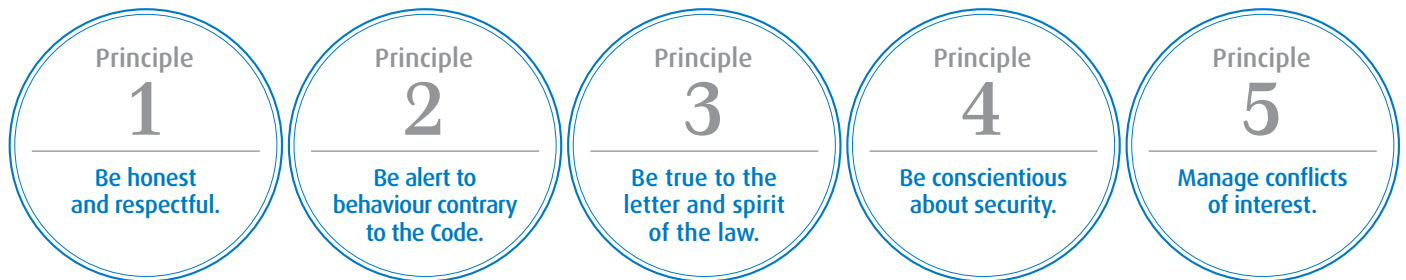 Principle
1
Be honest
and respectful.
Principle
2
Be alert to
behaviour contrary
to the Code.
Principle
3
Be true to the
letter and spirit
of the law.
Principle
4
Be conscientious
about security.
Principle
5
Manage conflicts
of interest.